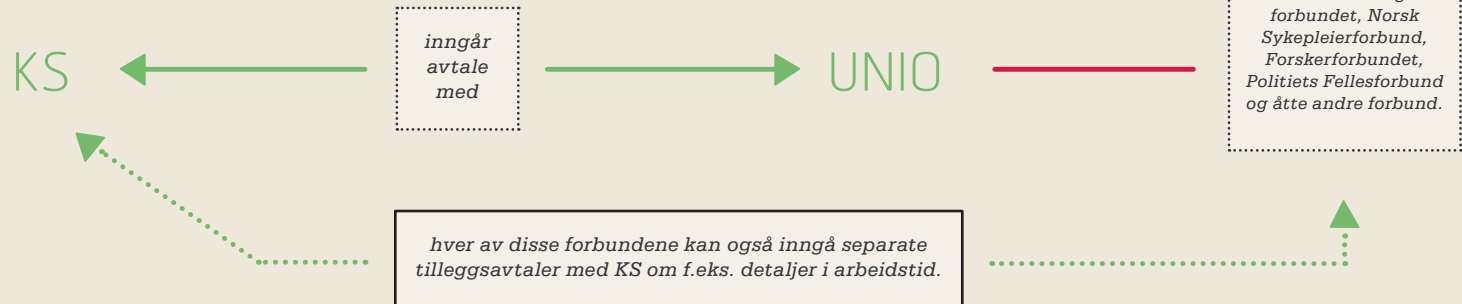 KS
inngår
avtale
med
UNIO
forbundet, Norsk
Sykepleierforbund,
Forskerforbundet,
Politiets Fellesforbund
og åtte andre forbund.
hver av disse forbundene kan også inngå separate
tilleggsavtaler med KS om f.eks. detaljer i arbeidstid.